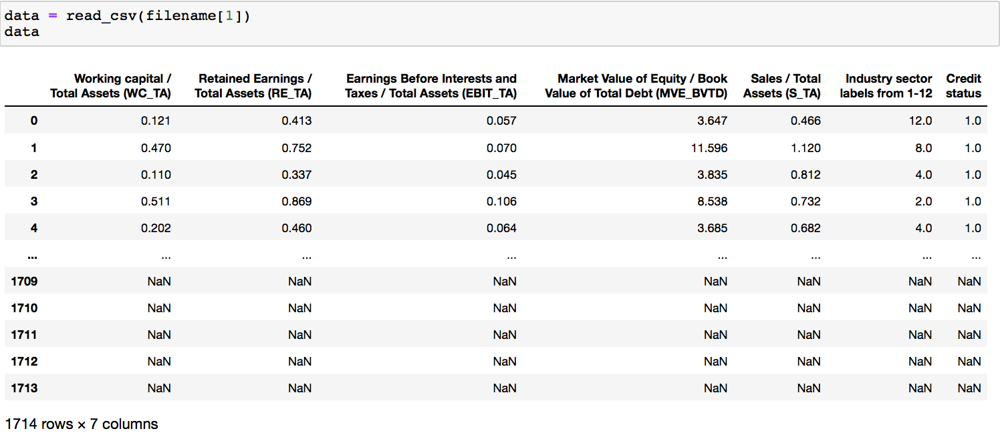 data = read_csv(filename[1])
data
Working capital / Retained Earnings / Earnings Before Interests and Market Value of Equity / Book Sales / Total Industry sector Credit
Total Assets (WC_TA) Total Assets (RE_TA) Taxes / Total Assets (EBIT_TA) Value of Total Debt (MVE_BVTD) Assets (S_TA) labels from 1-12 status
0 0.121 0.413 0.057 3.647 0.466 12.0 1.0
1 0.470 0.752 0.070 11.596 1.120 8.0 1.0
2 0.110 0.337 0.045 3.835 0.812 4.0 1.0
3 0.511 0.869 0.106 8.538 0.732 2.0 1.0
4 0.202 0.460 0.064 3.685 0.682 4.0 1.0
... ... ... ... ... ... ... ...
1709 NaN NaN NaN NaN NaN NaN NaN
1710 NaN NaN NaN NaN NaN NaN NaN
1711 NaN NaN NaN NaN NaN NaN NaN
1712 NaN NaN NaN NaN NaN NaN NaN
1713 NaN NaN NaN NaN NaN NaN NaN
1714 rows × 7 columns